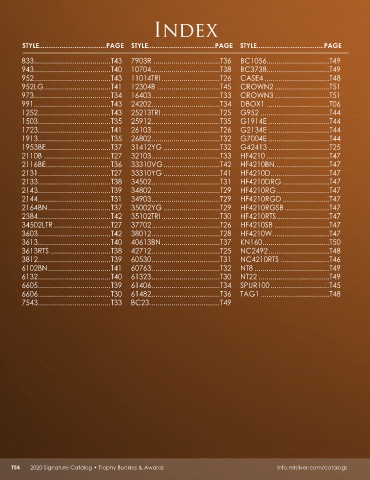 INDEX
STYLE................................PAGE
833....................................T43
943....................................T40
952....................................T43
952LG................................T41
973....................................T34
991....................................T43
1252..................................T43
1503..................................T35
1723..................................T41
1913..................................T35
1953BE..............................T37
2110B................................T27
2116BE..............................T36
2131..................................T27
2133..................................T38
2143..................................T39
2144..................................T31
2164BN.............................T37
2384..................................T42
34502LTR..........................T27
3603..................................T42
3613..................................T40
3613RTS............................T38
3812..................................T39
6102BN.............................T41
6132..................................T40
6605..................................T39
6606..................................T30
7543..................................T33
STYLE................................PAGE
7903R................................T36
10704................................T38
11014TRI...........................T26
12304B..............................T45
16403................................T33
24202................................T34
25213TRI...........................T25
25912................................T35
26103................................T26
26802................................T32
31412YG............................T32
32103................................T33
33310VG............................T42
33310YG............................T41
34502................................T31
34802................................T29
34903................................T29
35002YG............................T29
35102TRI...........................T30
37702................................T26
38012................................T28
40613BN............................T37
42712................................T25
60530................................T31
60763................................T32
61323................................T30
61406................................T34
61482................................T36
BC23..................................T49
STYLE................................PAGE
BC1056..............................T49
BC3738..............................T49
CASE4................................T48
CROWN2...........................T51
CROWN3...........................T51
DBOX1...............................T06
G952..................................T44
G1914E..............................T44
G2134E..............................T44
G7004E..............................T44
G42413..............................T25
HF4210...............................T47
HF4210BN..........................T47
HF4210D............................T47
HF4210DRG.......................T47
HF4210RG..........................T47
HF4210RGD.......................T47
HF4210RGSB.....................T47
HF4210RTS.........................T47
HF4210SB...........................T47
HF4210W............................T47
KN160.................................T50
NC2492...............................T48
NC4210RTS........................T46
NT8.....................................T49
NT22...................................T49
SPUR100.............................T45
TAG1...................................T48
T54 2020 Signature Catalog • Trophy Buckles & Awards info.mtsilver.com/catalogs